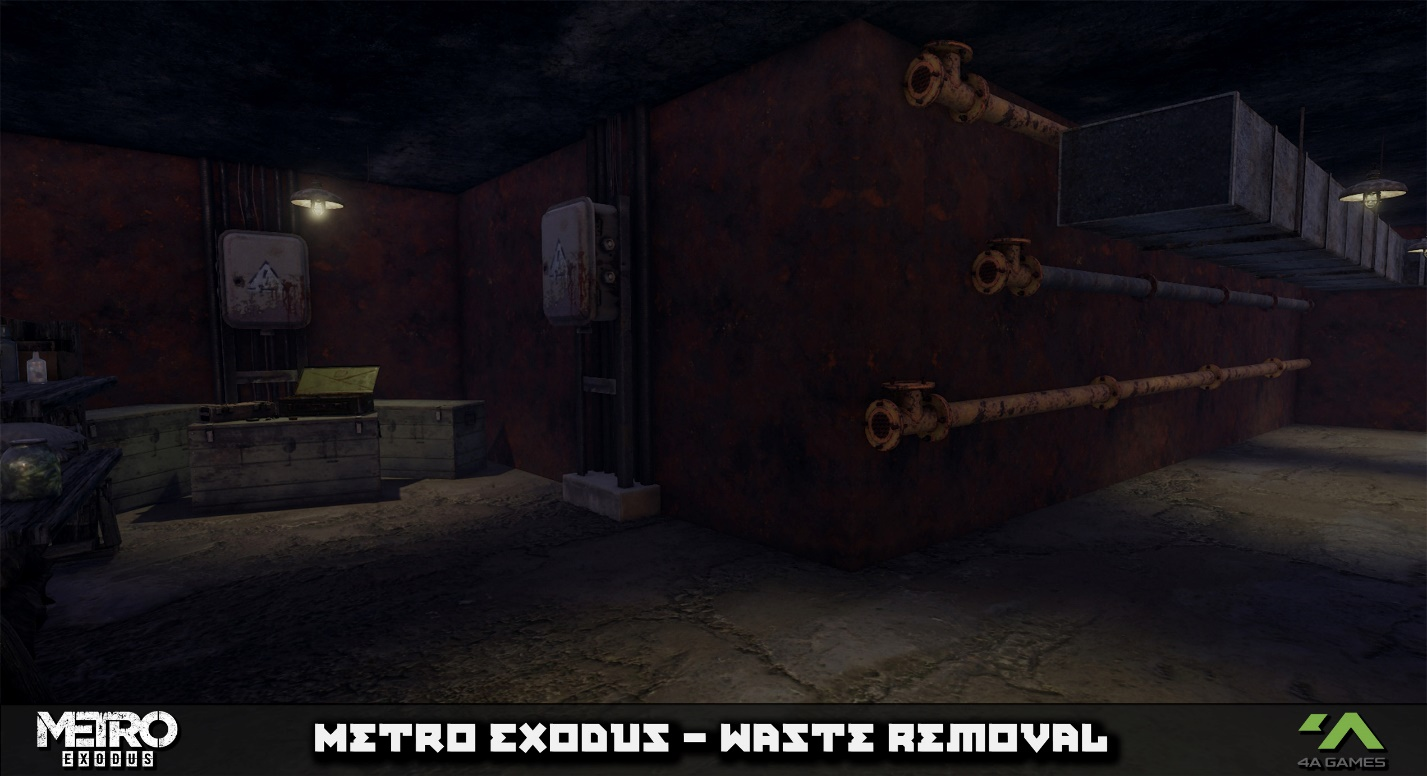 METRO
EXODUS
METRO EXODUS - WASTE REMOVAL
4A GAMES